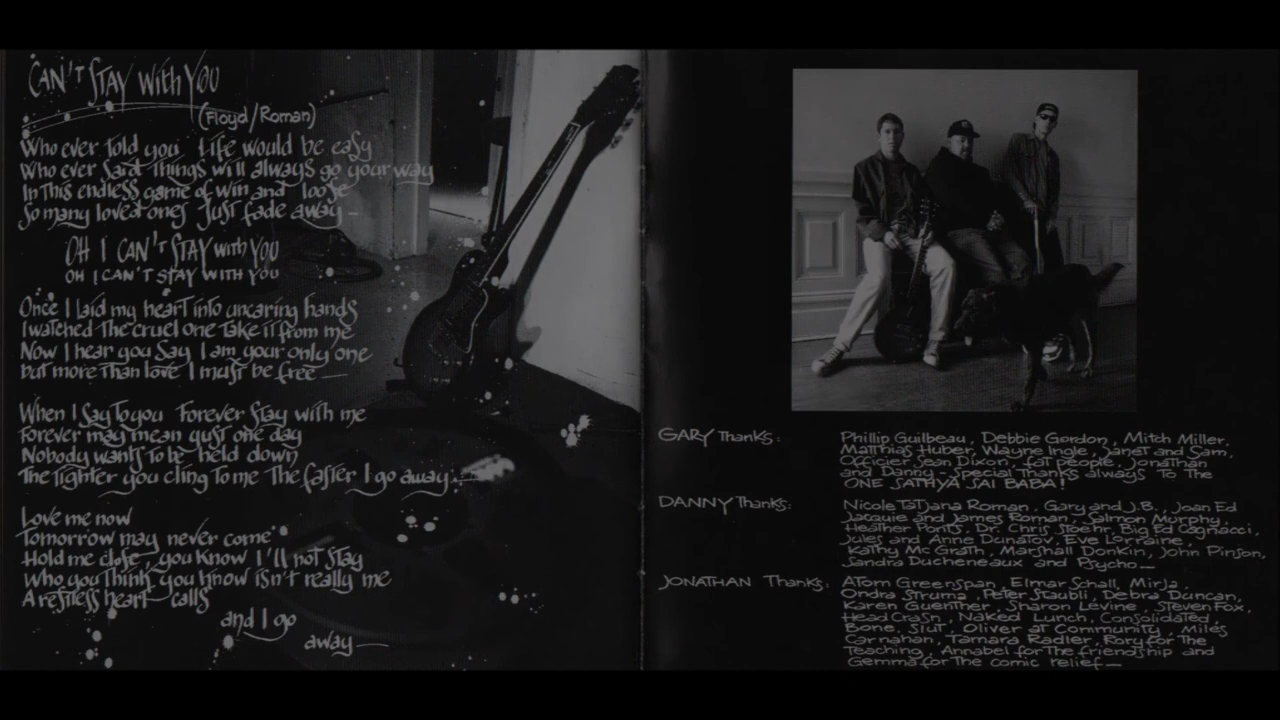 CAN'T STAY WITH YOU
(Floyd/Roman)
Who ever told you Life would be easy
Who ever said Things will always go your way
In This endless game of win and loose
So many loved ones Just fade away —
OH I CAN'T STAY with YOU
OH I CAN'T STAY WITH YOU
Once I laid my heart into uncaring hands
I watched The cruel one Take it from me
Now I hear you Say I am your only one
but more Than love I must be free —
When I Say To you Forever Stay with me
Forever may mean qust one day
Nobody wants To be held down
The Tighter you cling To me The faster I go away —
Love me now
Tomorrow may never come
Hold me close, you know I'll not Stay
Who you Think you know isn't really me
A restless heart calls
and I go
away —
GARY Thanks:
Phillip Guilbeau, Debbie Gordon, Mitch Miller,
Matthias Huber, Wayne Ingle, Janet and Sam,
Officier Sean Dixon, fat people, Jonathan
and Danny - Special Thanks always To The
ONE SATHYA SAI BABA!
DANNY Thanks:
Nicole Tatjana Roman, Gary and J.B., Joan Ed
Jacquie and James Roman, Salmon Murphy,
Heather Ponts, Dr. Chris Stoehr, Big Ed Cagnacci,
Jules and Anne Dunatov, Eve Lorraine,
Kathy McGrath, Marshall Donkin, John Pinson,
Sandra Ducheneaux and Psycho —
JONATHAN Thanks:
ATom Greenspan, Elmar Schall, Mirja,
Ondra Struma, Peter Staubli, Debra Duncan,
Karen Guenther, Sharon Levine, Steven Fox,
Head Crash, Naked Lunch, Consolidated,
Bone, Slut, Oliver at Community, Miles
Carnahan, Tamara Radler, Rory for The
Teaching, Annabel for The friendship and
Gemma for The comic relief —